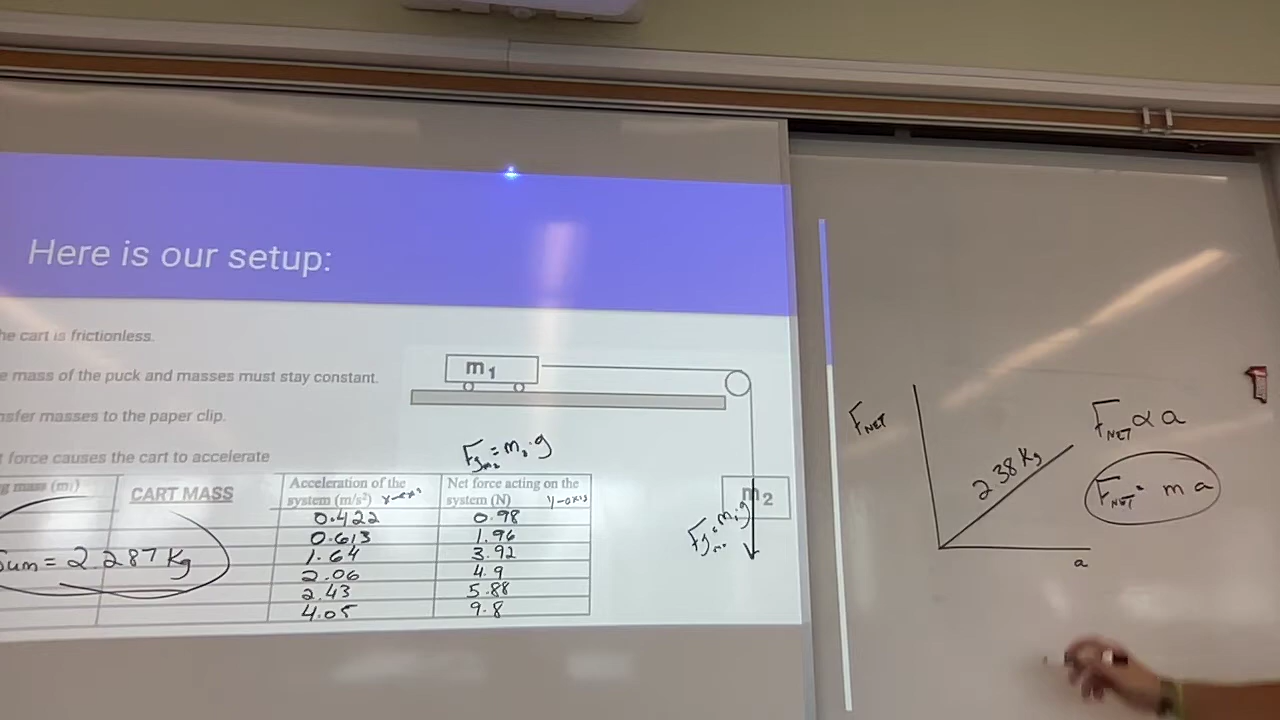 Here is our setup:
he cart is frictionless.
e mass of the puck and masses must stay constant.
nsfer masses to the paper clip.
force causes the cart to accelerate
m1
m2
Fg = m2·g
g mass (m1)
CART MASS
Acceleration of the system (m/s²) x-axis
Net force acting on the system (N) y-axis
0.422 0.98
0.613 1.96
1.64 3.92
2.06 4.9
2.43 5.88
4.05 9.8
Sum = 2.287 Kg
FNET
2.38 Kg
a
FNET ∝ a
FNET = m a